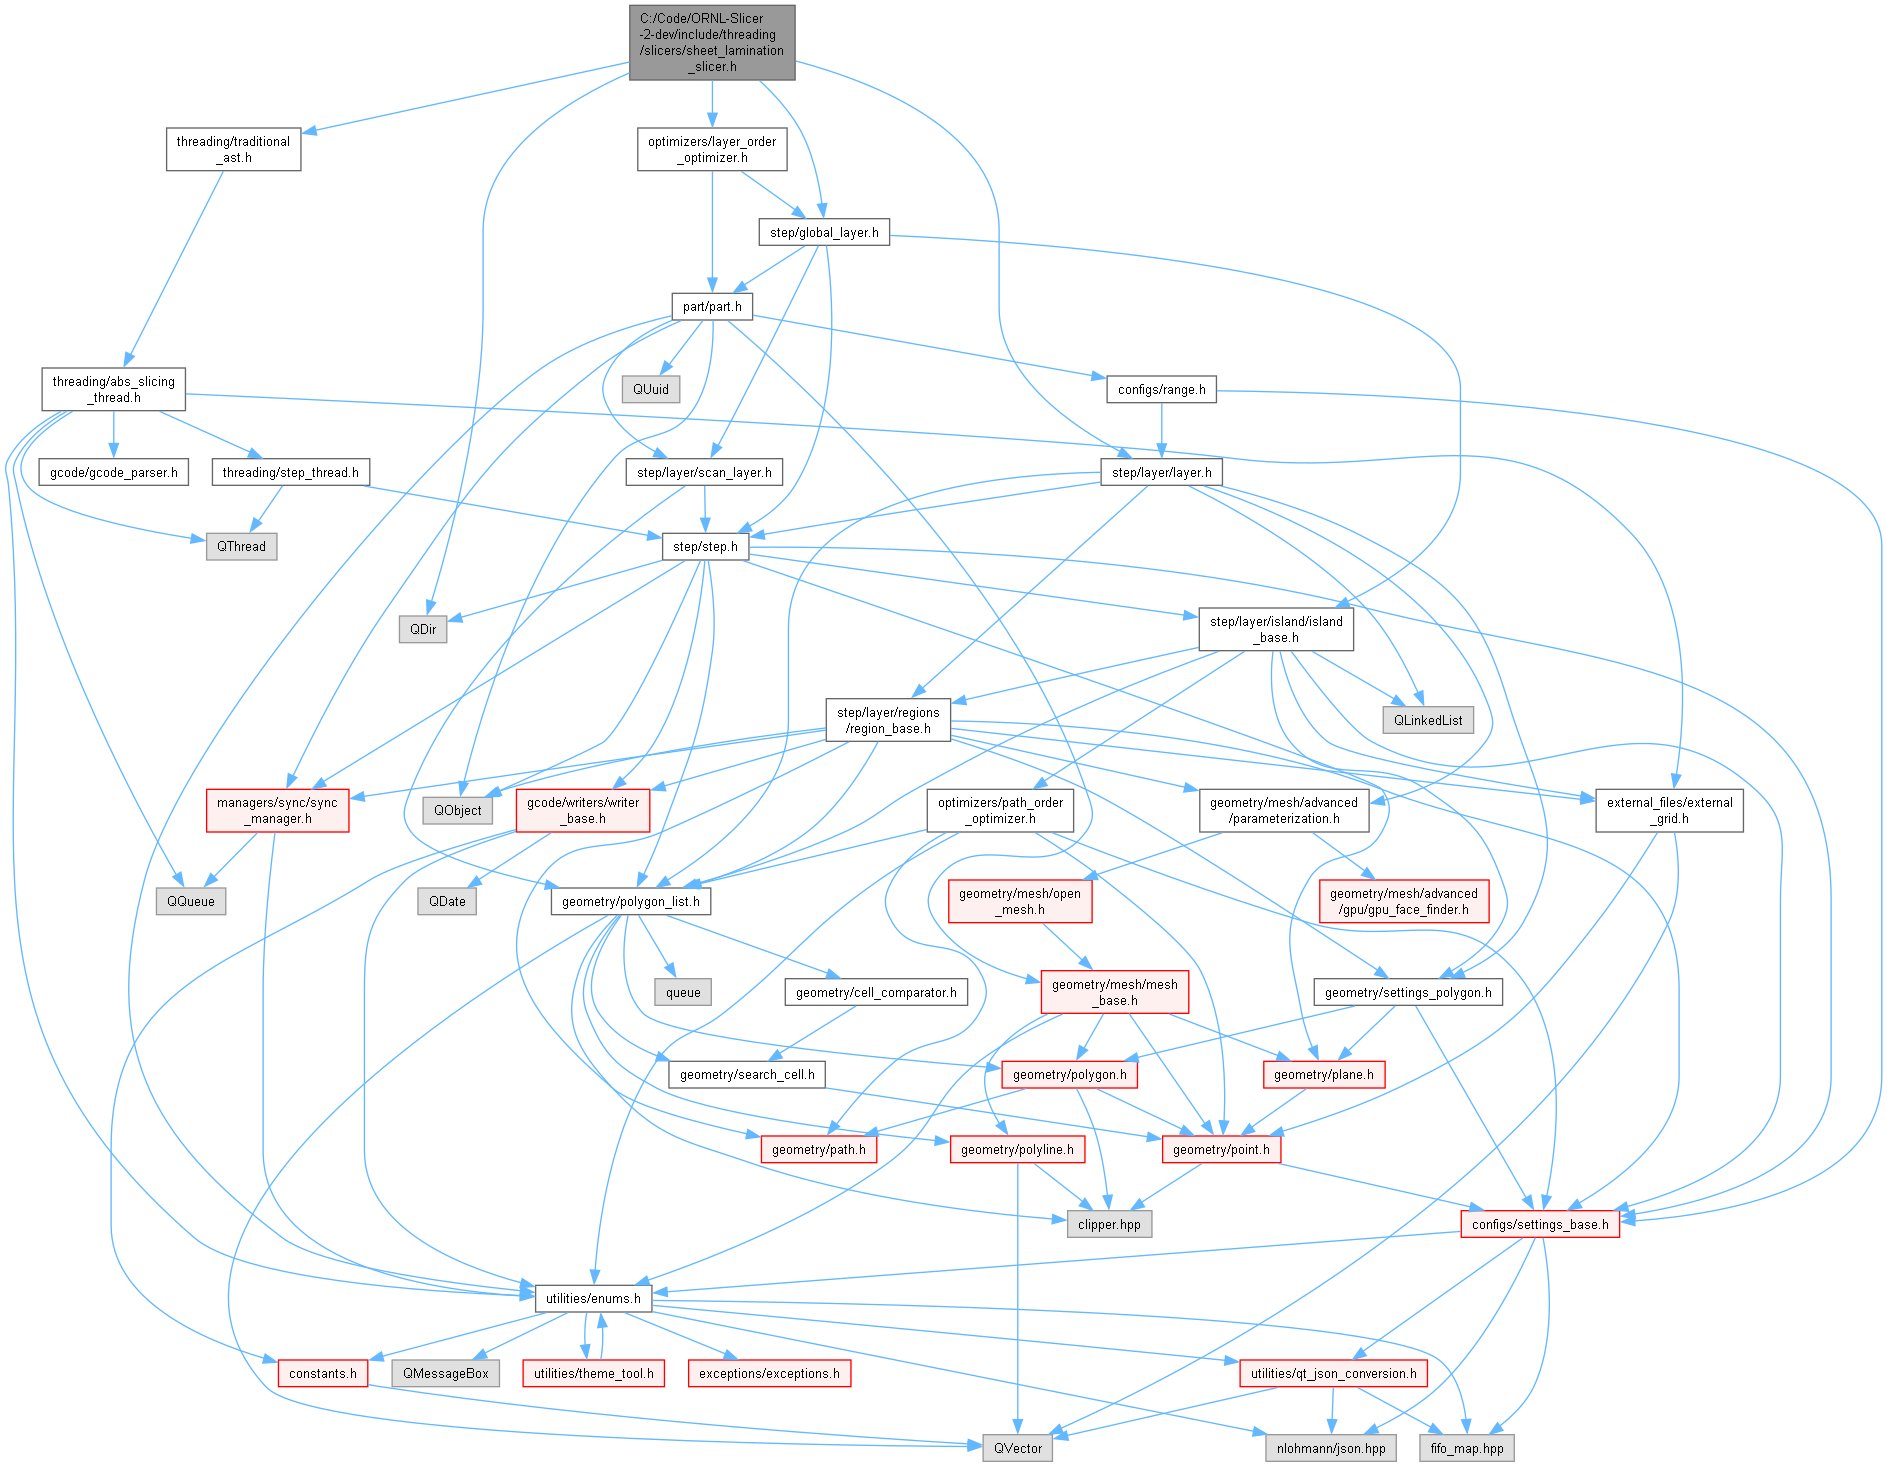 C:/Code/ORNL-Slicer
-2-dev/include/threading
/slicers/sheet_lamination
_slicer.h
threading/traditional
_ast.h
optimizers/layer_order
_optimizer.h
step/global_layer.h
part/part.h
threading/abs_slicing
_thread.h
QUuid
configs/range.h
gcode/gcode_parser.h
threading/step_thread.h
step/layer/scan_layer.h
step/layer/layer.h
QThread
step/step.h
QDir
step/layer/island/island
_base.h
step/layer/regions
/region_base.h
QLinkedList
managers/sync/sync
_manager.h
QObject
gcode/writers/writer
_base.h
optimizers/path_order
_optimizer.h
geometry/mesh/advanced
/parameterization.h
external_files/external
_grid.h
QQueue
QDate
geometry/polygon_list.h
geometry/mesh/open
_mesh.h
geometry/mesh/advanced
/gpu/gpu_face_finder.h
queue
geometry/cell_comparator.h
geometry/mesh/mesh
_base.h
geometry/settings_polygon.h
geometry/search_cell.h
geometry/polygon.h
geometry/plane.h
geometry/path.h
geometry/polyline.h
geometry/point.h
clipper.hpp
configs/settings_base.h
utilities/enums.h
constants.h
QMessageBox
utilities/theme_tool.h
exceptions/exceptions.h
utilities/qt_json_conversion.h
QVector
nlohmann/json.hpp
fifo_map.hpp